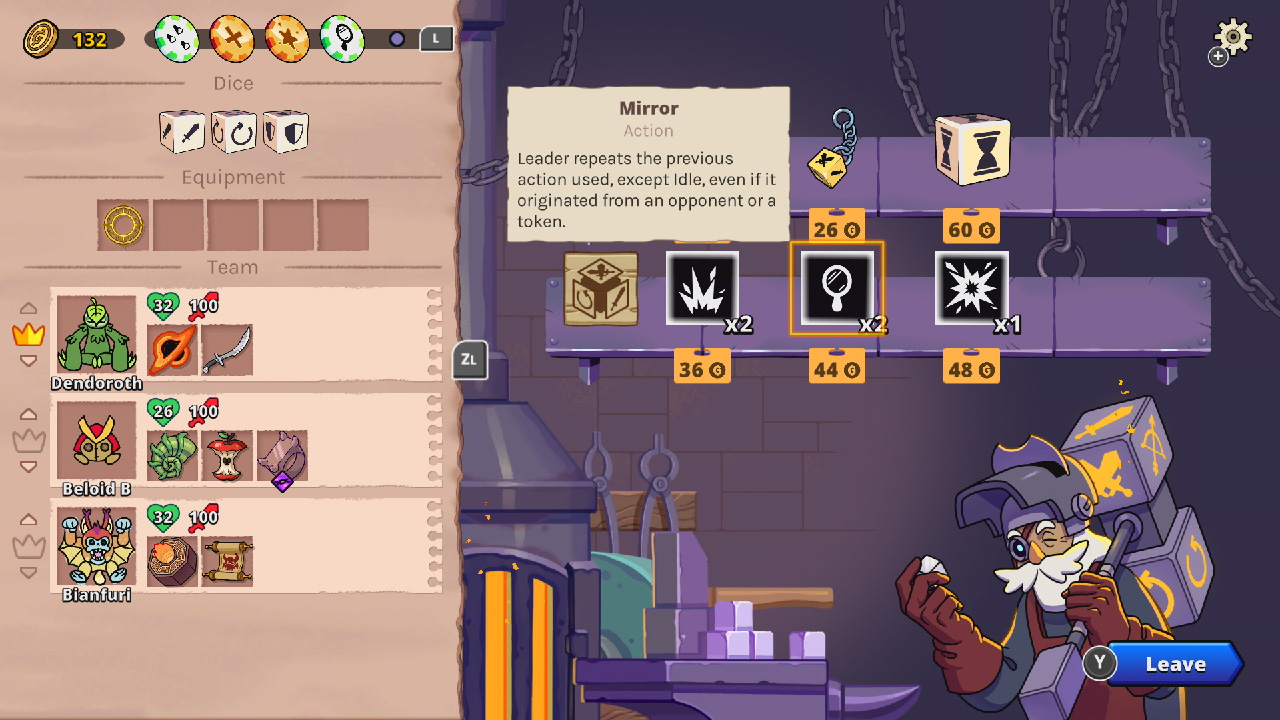 132
L
Dice
Equipment
Team
32
100
Dendoroth
26
100
Beloid B
32
100
Bianfuri
ZL
Mirror
Action
Leader repeats the previous
action used, except Idle, even if it
originated from an opponent or a
token.
26 G
60 G
x2
x2
x1
36 G
44 G
48 G
Y
Leave